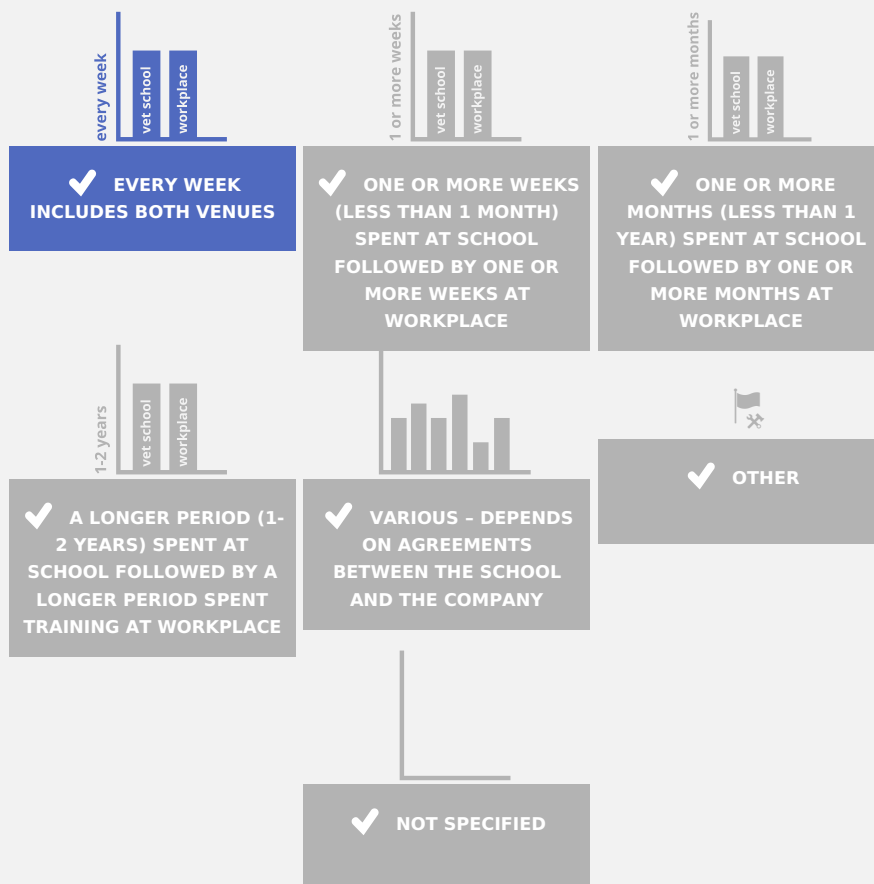 every week
vet school
workplace
EVERY WEEK
INCLUDES BOTH VENUES
1 or more weeks
vet school
workplace
ONE OR MORE WEEKS
(LESS THAN 1 MONTH)
SPENT AT SCHOOL
FOLLOWED BY ONE OR
MORE WEEKS AT
WORKPLACE
1 or more months
vet school
workplace
ONE OR MORE
MONTHS (LESS THAN 1
YEAR) SPENT AT SCHOOL
FOLLOWED BY ONE OR
MORE MONTHS AT
WORKPLACE
1-2 years
vet school
workplace
A LONGER PERIOD (1-
2 YEARS) SPENT AT
SCHOOL FOLLOWED BY A
LONGER PERIOD SPENT
TRAINING AT WORKPLACE
VARIOUS – DEPENDS
ON AGREEMENTS
BETWEEN THE SCHOOL
AND THE COMPANY
OTHER
NOT SPECIFIED